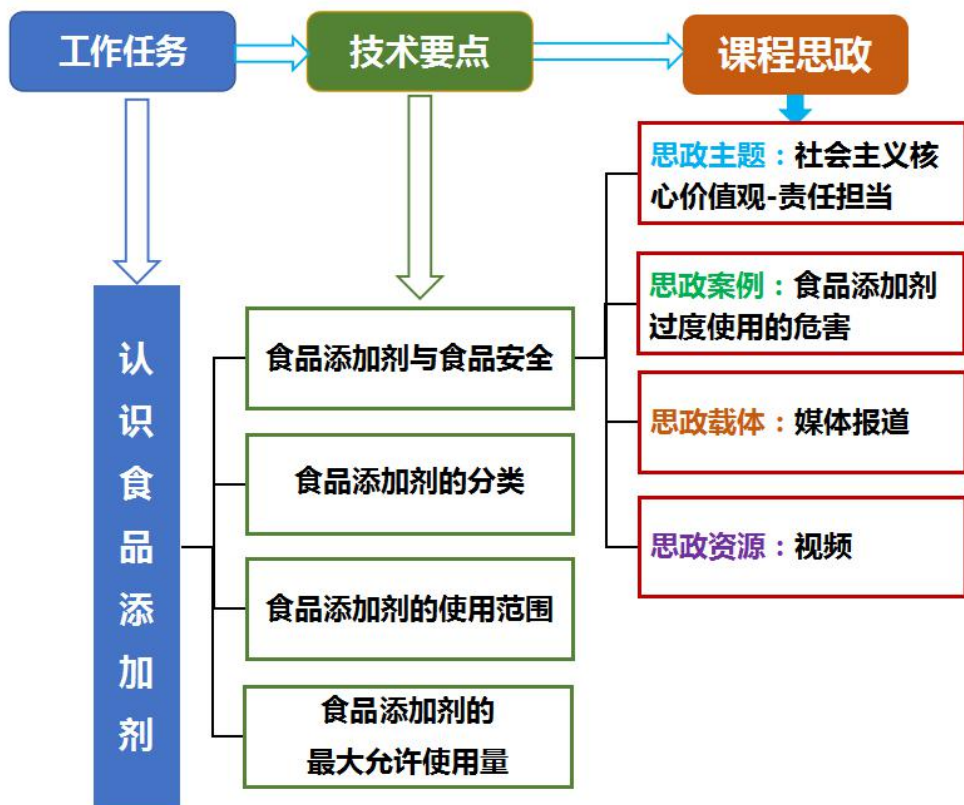 工作任务
技术要点
课程思政
认识食品添加剂
食品添加剂与食品安全
食品添加剂的分类
食品添加剂的使用范围
食品添加剂的
最大允许使用量
思政主题：社会主义核
心价值观-责任担当
思政案例：食品添加剂
过度使用的危害
思政载体：媒体报道
思政资源：视频